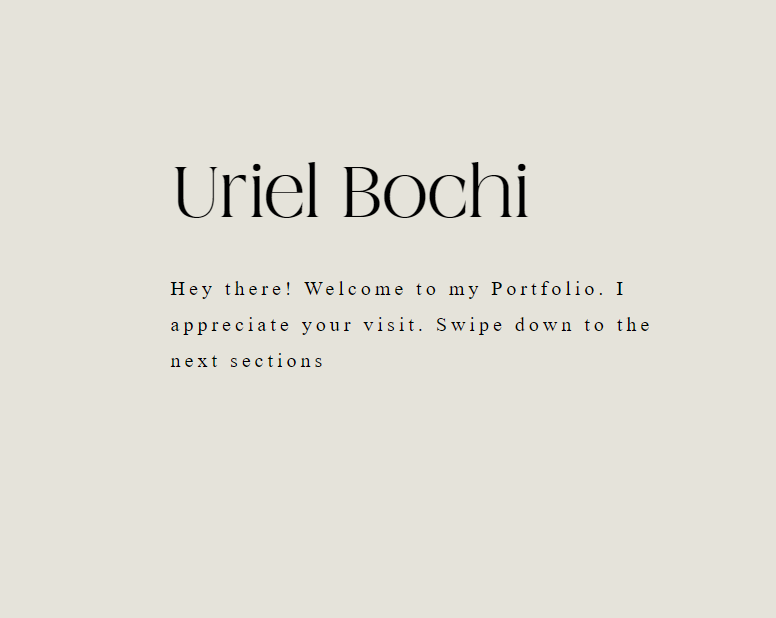 Uriel Bochi
Hey there! Welcome to my Portfolio. I
appreciate your visit. Swipe down to the
next sections